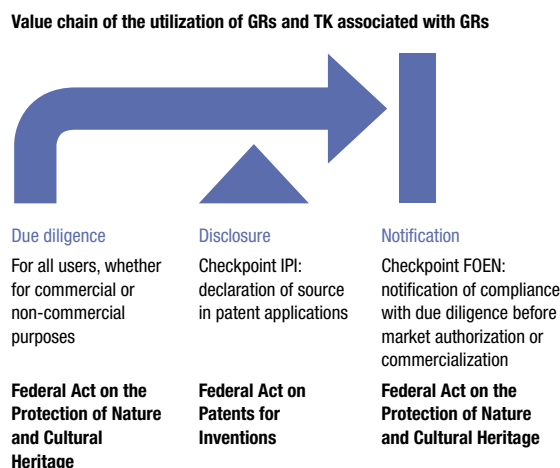 Value chain of the utilization of GRs and TK associated with GRs
Due diligence
For all users, whether
for commercial or
non-commercial
purposes
Federal Act on the
Protection of Nature
and Cultural
Heritage
Disclosure
Checkpoint IPI:
declaration of source
in patent applications
Federal Act on
Patents for
Inventions
Notification
Checkpoint FOEN:
notification of compliance
with due diligence before
market authorization or
commercialization
Federal Act on the
Protection of Nature
and Cultural Heritage